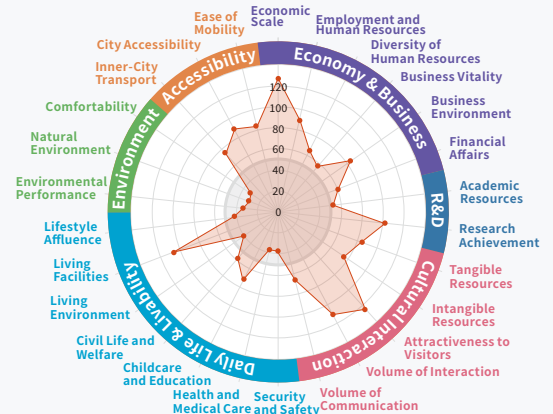 Economic
Scale
Ease of
Mobility
Employment and
Human Resources
City Accessibility
Diversity of
Human Resources
Inner-City
Transport
Business Vitality
Comfortability
Business
Environment
Natural
Environment
Financial
Affairs
Environmental
Performance
Academic
Resources
Lifestyle
Affluence
Research
Achievement
Living
Facilities
Tangible
Resources
Living
Environment
Intangible
Resources
Civil Life and
Welfare
Attractiveness to
Visitors
Childcare
and Education
Volume of Interaction
Health and
Medical Care
Security
and Safety
Volume of
Communication
Accessibility
Economy & Business
R&D
Cultural Interaction
Daily Life & Livability
Environment
120
100
80
60
40
20
0